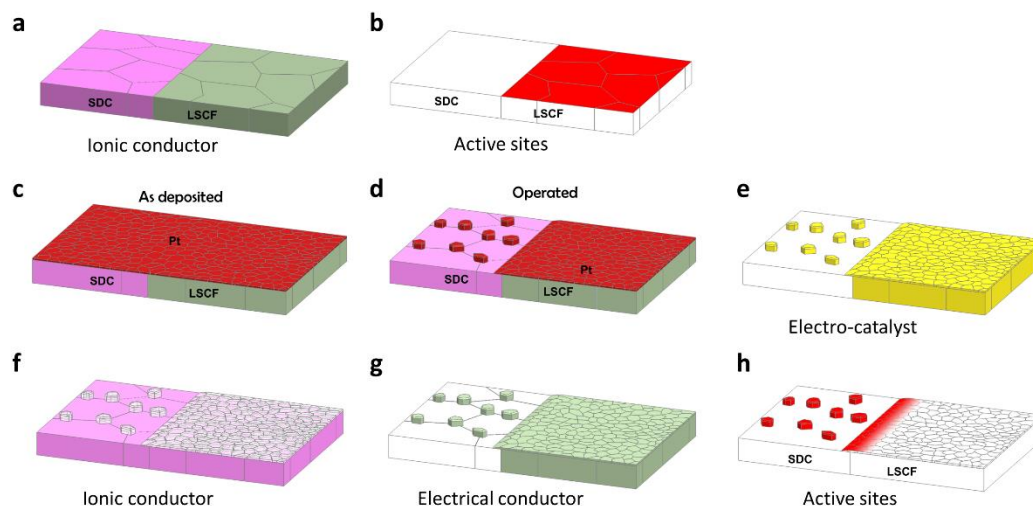 a
b
SDC
LSCF
Ionic conductor
SDC
LSCF
Active sites
c
As deposited
Pt
SDC
LSCF
d
Operated
Pt
SDC
LSCF
e
Electro-catalyst
f
Ionic conductor
g
Electrical conductor
h
SDC
LSCF
Active sites